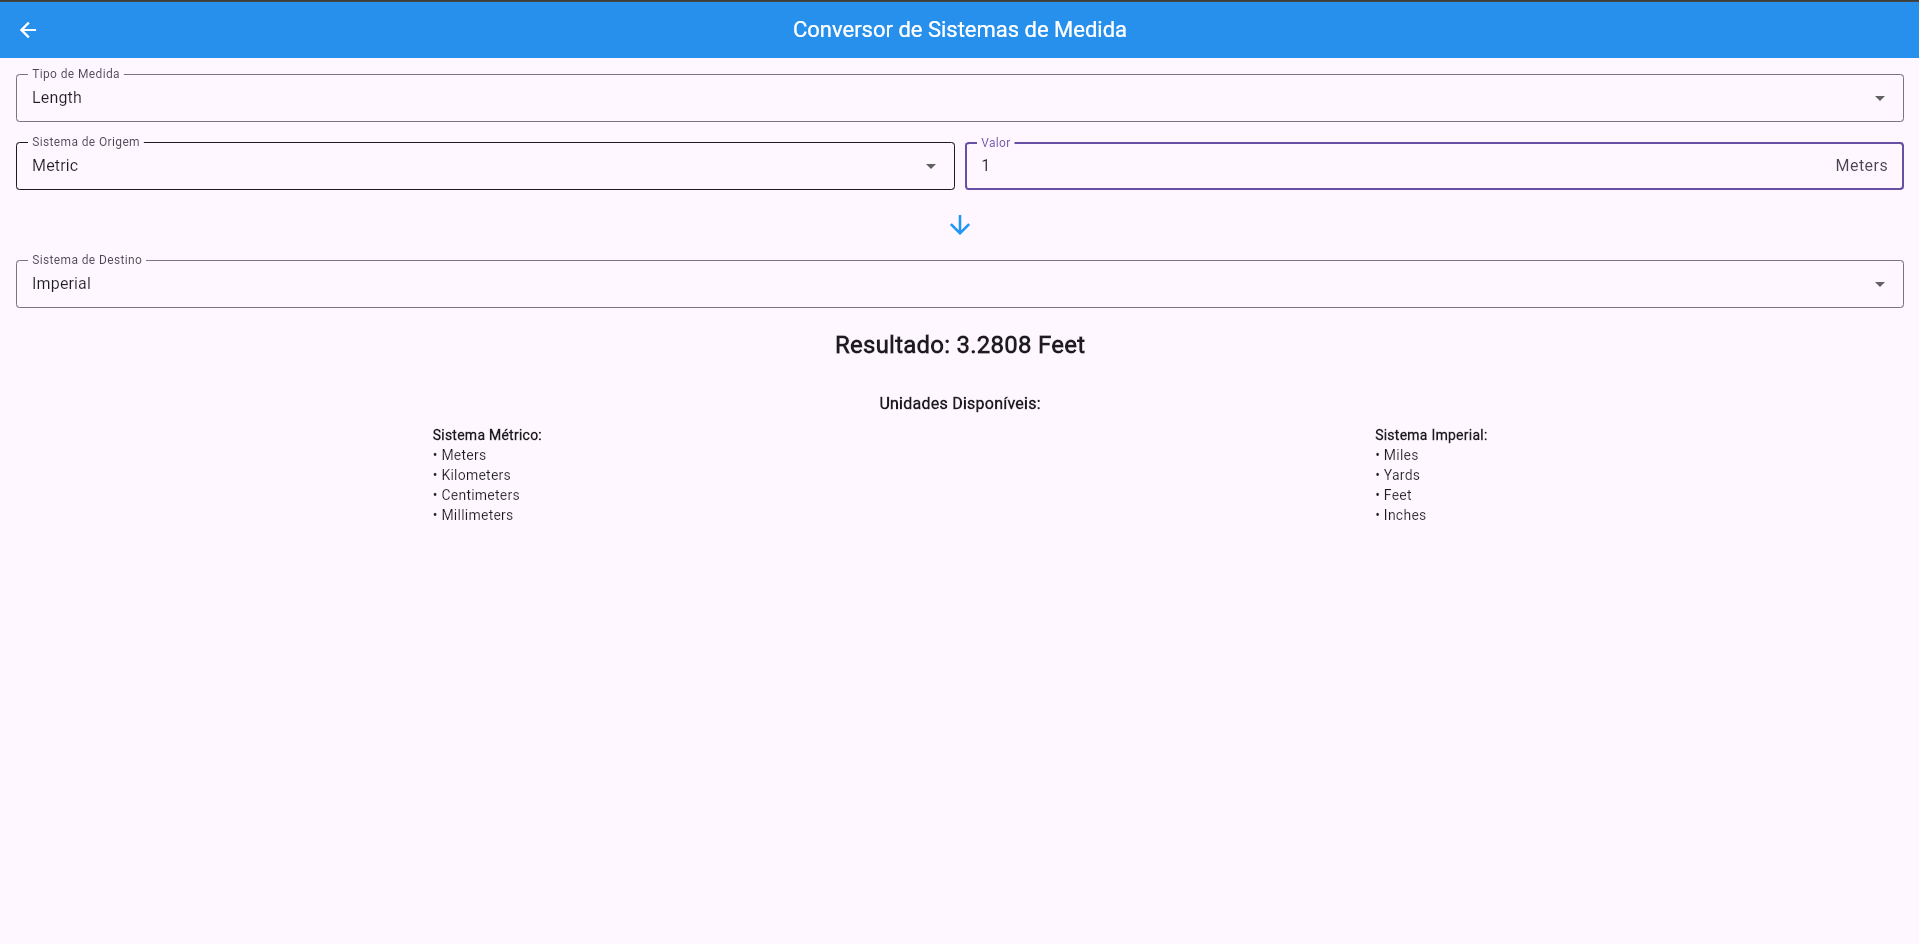 Conversor de Sistemas de Medida
Tipo de Medida
Length
Sistema de Origem
Metric
Valor
1 Meters
Sistema de Destino
Imperial
Resultado: 3.2808 Feet
Unidades Disponíveis:
Sistema Métrico:
• Meters
• Kilometers
• Centimeters
• Millimeters
Sistema Imperial:
• Miles
• Yards
• Feet
• Inches